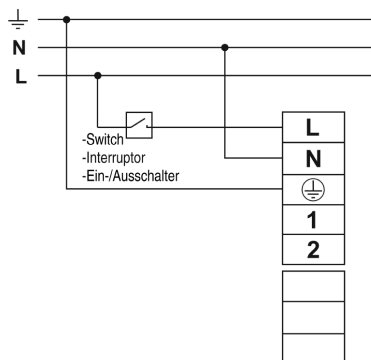 N
L
-Switch
-Interruptor
-Ein-/Ausschalter
L
N
1
2